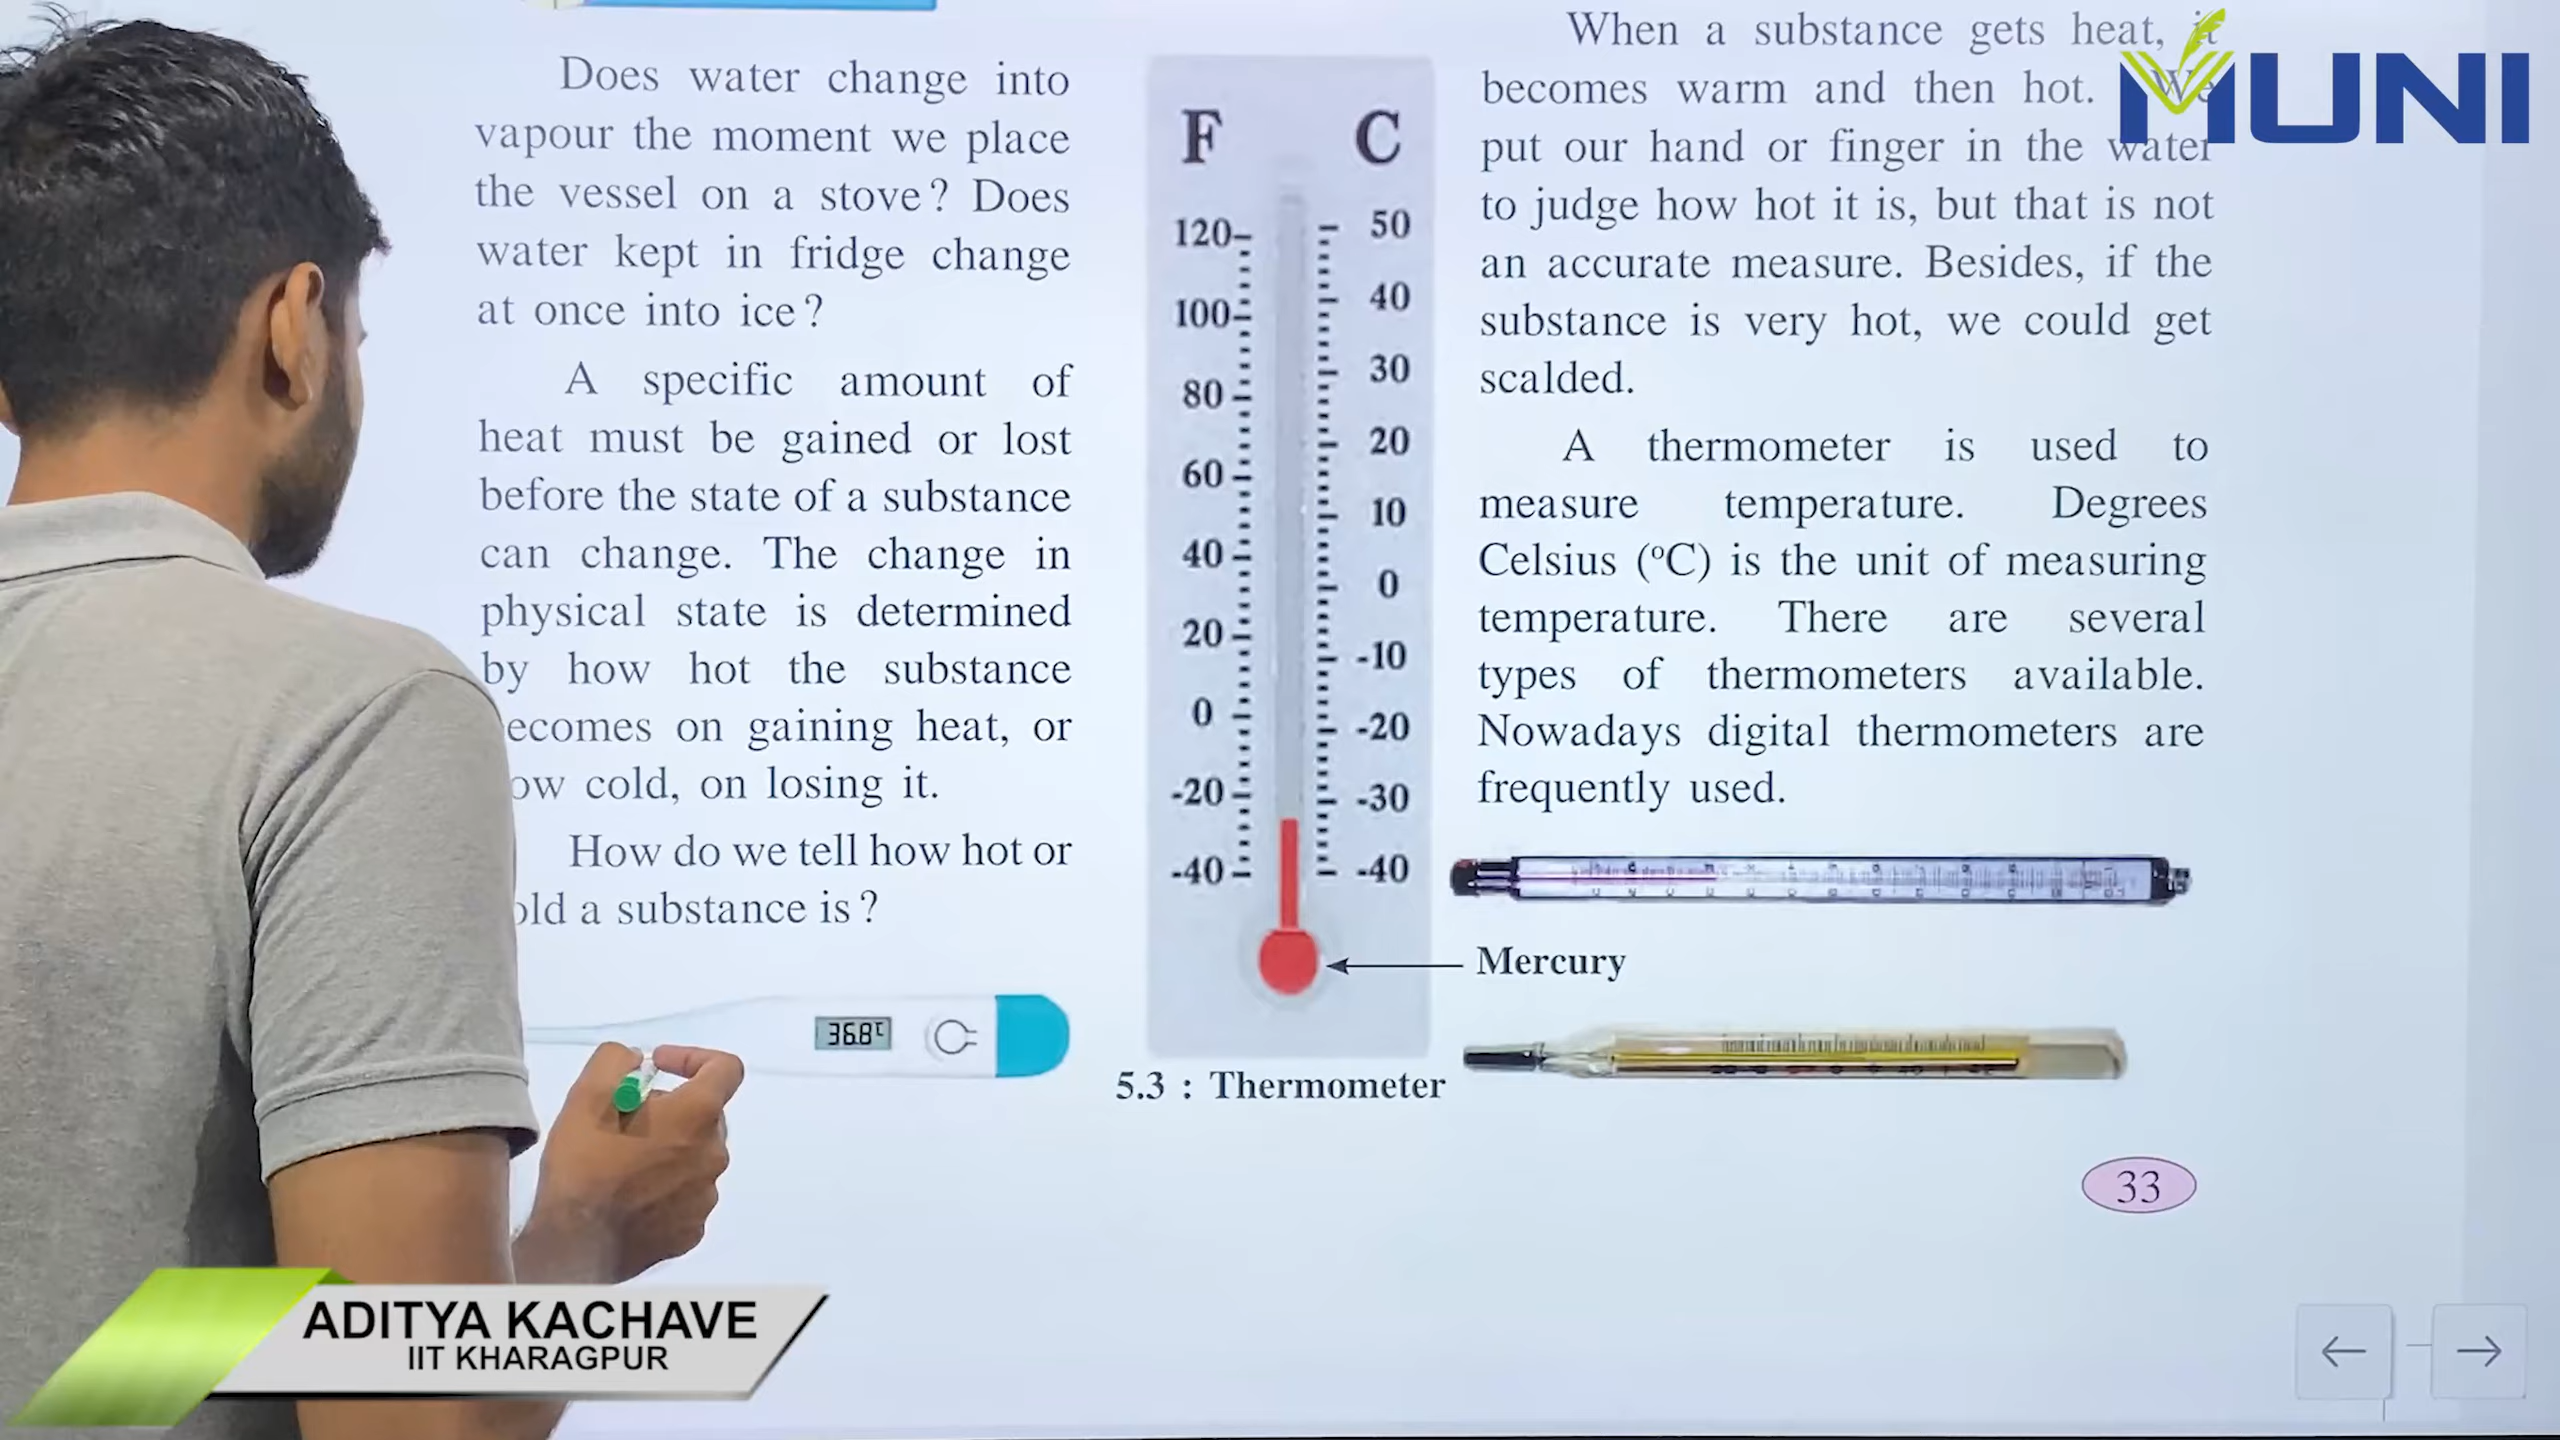 Does water change into
vapour the moment we place
the vessel on a stove? Does
water kept in fridge change
at once into ice?
A specific amount of
heat must be gained or lost
before the state of a substance
can change. The change in
physical state is determined
by how hot the substance
ecomes on gaining heat, or
ow cold, on losing it.
How do we tell how hot or
old a substance is?
36.8°C
F C
120 50
100 40
80 30
60 20
40 10
20 0
0 -10
-20 -20
-40 -30
-40
Mercury
5.3 : Thermometer
When a substance gets heat, it
becomes warm and then hot. We
put our hand or finger in the water
to judge how hot it is, but that is not
an accurate measure. Besides, if the
substance is very hot, we could get
scalded.
A thermometer is used to
measure temperature. Degrees
Celsius (°C) is the unit of measuring
temperature. There are several
types of thermometers available.
Nowadays digital thermometers are
frequently used.
33
MUNI
ADITYA KACHAVE
IIT KHARAGPUR